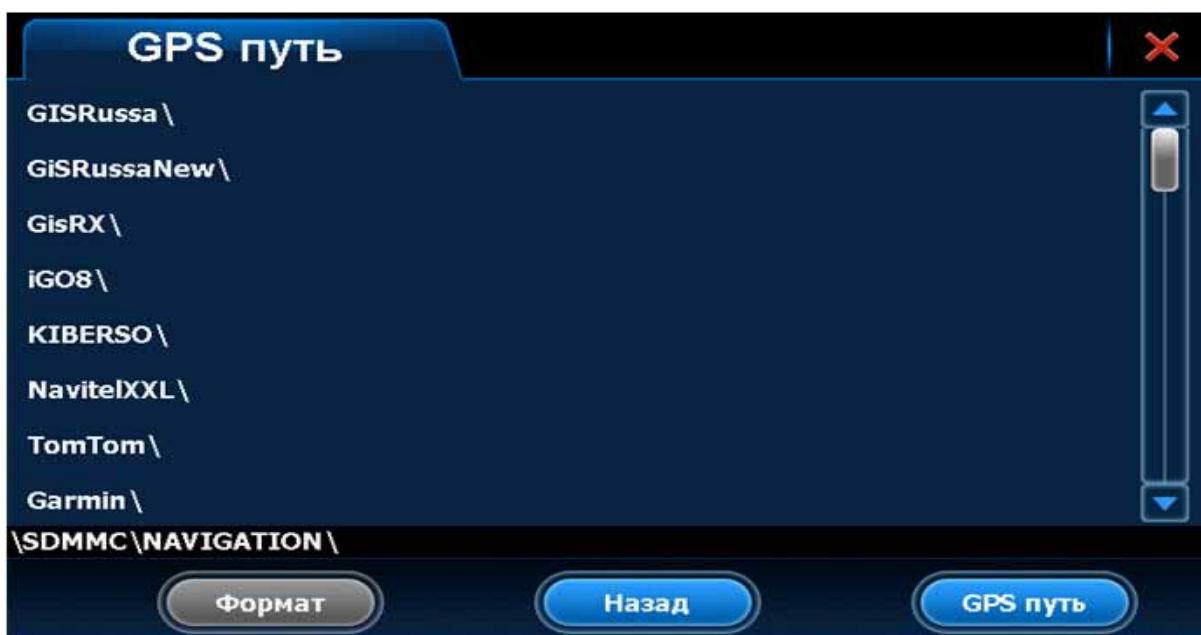 GPS путь
GISRussa\
GiSRussaNew\
GisRX\
iGO8\
KIBERSO\
NavitelXXL\
TomTom\
Garmin\
\SDMMC\NAVIGATION\
Формат Назад GPS путь